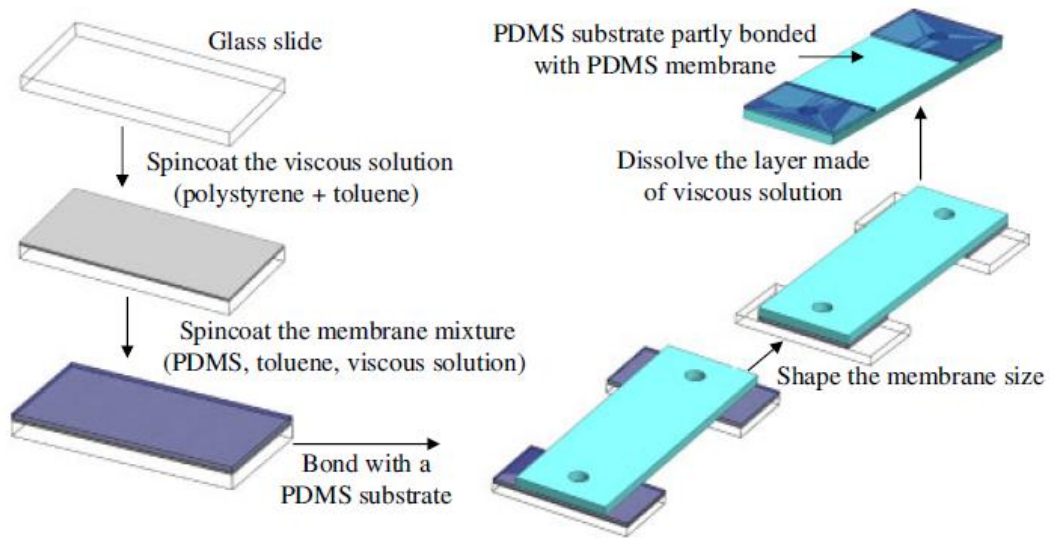 Glass slide
Spincoat the viscous solution
(polystyrene + toluene)
Spincoat the membrane mixture
(PDMS, toluene, viscous solution)
Bond with a
PDMS substrate
Shape the membrane size
Dissolve the layer made
of viscous solution
PDMS substrate partly bonded
with PDMS membrane